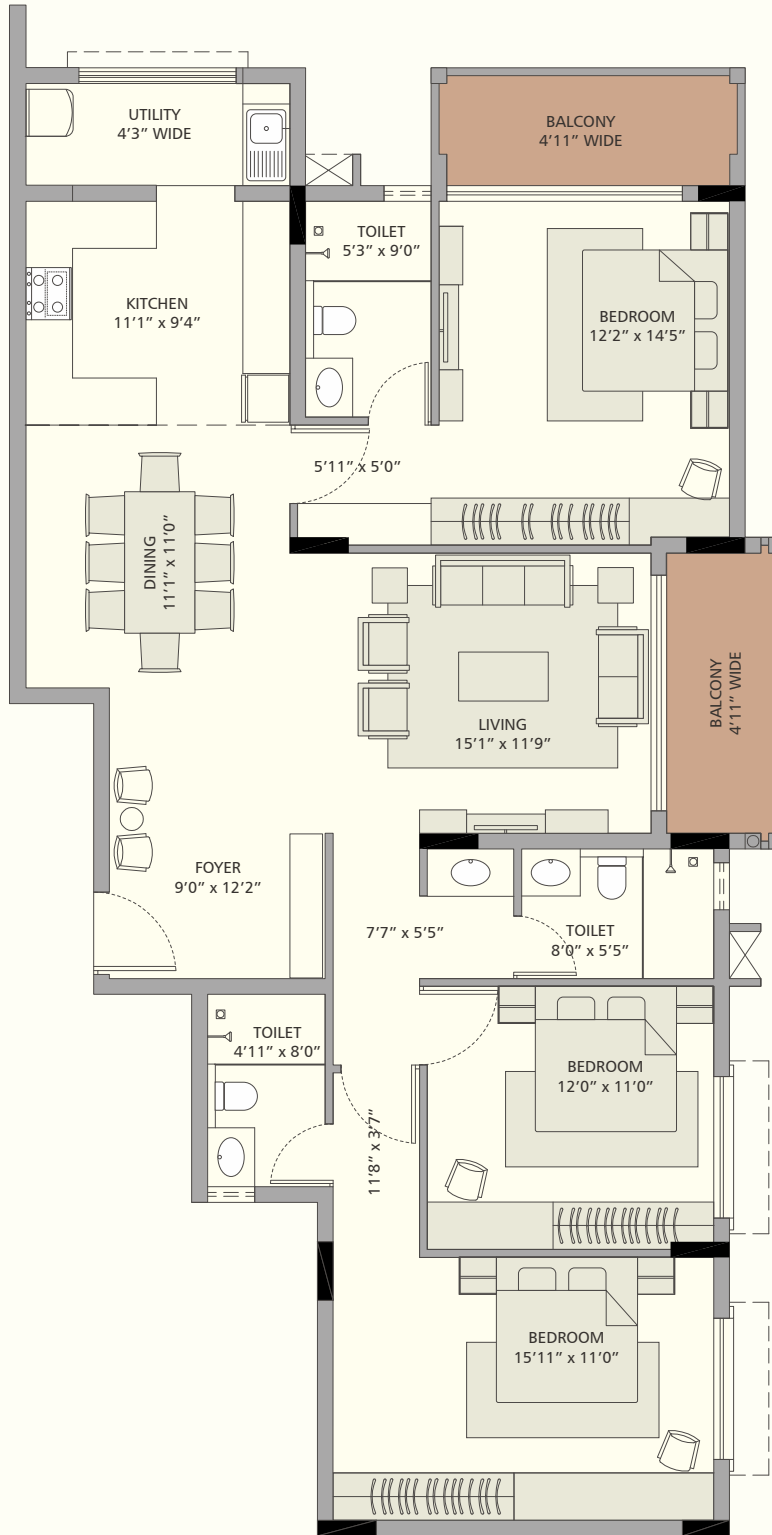 UTILITY
4’3” WIDE
BALCONY
4’11” WIDE
TOILET
5’3” x 9’0”
KITCHEN
11’1” x 9’4”
BEDROOM
12’2” x 14’5”
5’11” x 5’0”
DINING
11’1” x 11’0”
LIVING
15’1” x 11’9”
BALCONY
4’11” WIDE
FOYER
9’0” x 12’2”
7’7” x 5’5”
TOILET
8’0” x 5’5”
TOILET
4’11” x 8’0”
BEDROOM
12’0” x 11’0”
11’8” x 3’7”
BEDROOM
15’11” x 11’0”